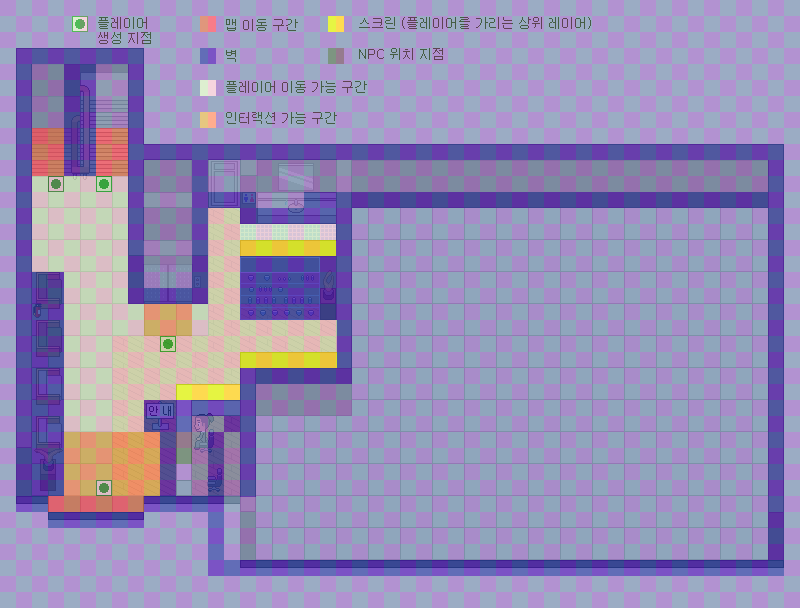 플레이어
생성 지점
맵 이동 구간
스크린 (플레이어를 가리는 상위 레이어)
벽
NPC 위치 지점
플레이어 이동 가능 구간
인터랙션 가능 구간
안내